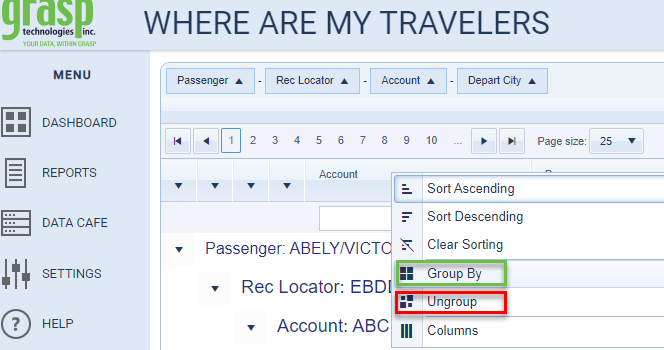 grasp
technologies inc.
YOUR DATA, WITHIN GRASP
WHERE ARE MY TRAVELERS
MENU
DASHBOARD
REPORTS
DATA CAFE
SETTINGS
HELP
Passenger ▲ - Rec Locator ▲ - Account ▲ - Depart City ▲
1 2 3 4 5 6 7 8 9 10 ... Page size: 25
Account
Sort Ascending
Sort Descending
Clear Sorting
Group By
Ungroup
Columns
Passenger: ABELY/VICTO
Rec Locator: EBD
Account: ABC